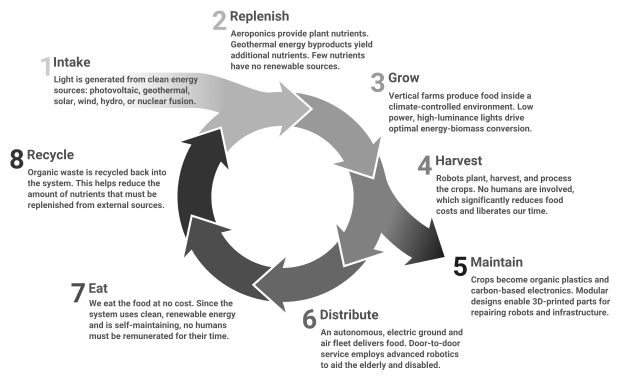 1 Intake
Light is generated from clean energy
sources: photovoltaic, geothermal,
solar, wind, hydro, or nuclear fusion.
2 Replenish
Aeroponics provide plant nutrients.
Geothermal energy byproducts yield
additional nutrients. Few nutrients
have no renewable sources.
3 Grow
Vertical farms produce food inside a
climate-controlled environment. Low
power, high-luminance lights drive
optimal energy-biomass conversion.
4 Harvest
Robots plant, harvest, and process
the crops. No humans are involved,
which significantly reduces food
costs and liberates our time.
5 Maintain
Crops become organic plastics and
carbon-based electronics. Modular
designs enable 3D-printed parts for
repairing robots and infrastructure.
6 Distribute
An autonomous, electric ground and
air fleet delivers food. Door-to-door
service employs advanced robotics
to aid the elderly and disabled.
7 Eat
We eat the food at no cost. Since the
system uses clean, renewable energy
and is self-maintaining, no humans
must be remunerated for their time.
8 Recycle
Organic waste is recycled back into
the system. This helps reduce the
amount of nutrients that must be
replenished from external sources.